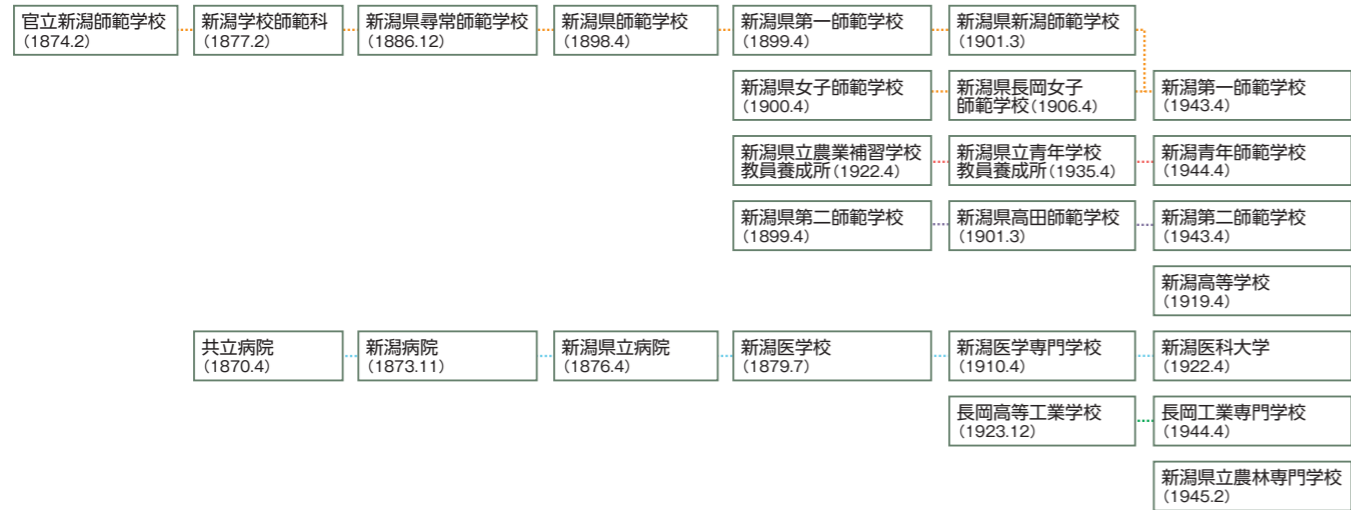 官立新潟師範学校
（1874.2）
新潟学校師範科
（1877.2）
新潟県尋常師範学校
（1886.12）
新潟県師範学校
（1898.4）
新潟県第一師範学校
（1899.4）
新潟県新潟師範学校
（1901.3）
新潟県女子師範学校
（1900.4）
新潟県長岡女子
師範学校（1906.4）
新潟第一師範学校
（1943.4）
新潟県立農業補習学校
教員養成所（1922.4）
新潟県立青年学校
教員養成所（1935.4）
新潟青年師範学校
（1944.4）
新潟県第二師範学校
（1899.4）
新潟県高田師範学校
（1901.3）
新潟第二師範学校
（1943.4）
新潟高等学校
（1919.4）
共立病院
（1870.4）
新潟病院
（1873.11）
新潟県立病院
（1876.4）
新潟医学校
（1879.7）
新潟医学専門学校
（1910.4）
新潟医科大学
（1922.4）
長岡高等工業学校
（1923.12）
長岡工業専門学校
（1944.4）
新潟県立農林専門学校
（1945.2）